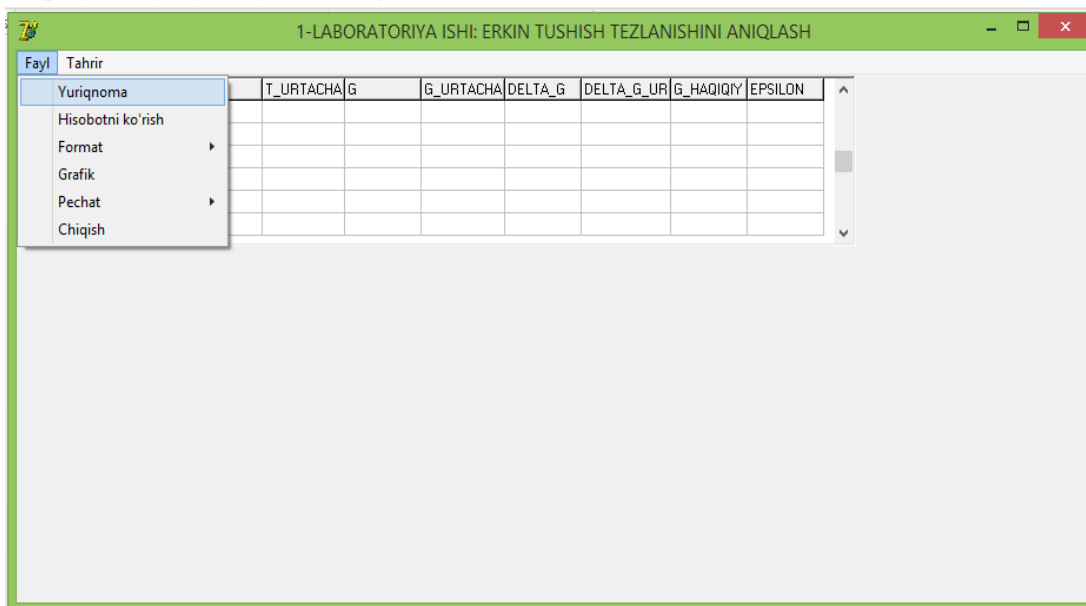 1-LABORATORIYA ISHI: ERKIN TUSHISH TEZLANISHINI ANIQLASH
Fayl Tahrir
T_URTACHA G G_URTACHA DELTA_G DELTA_G_UR G_HAQIQIY EPSILON
Yuriqnoma
Hisobotni ko'rish
Format
Grafik
Pechat
Chiqish